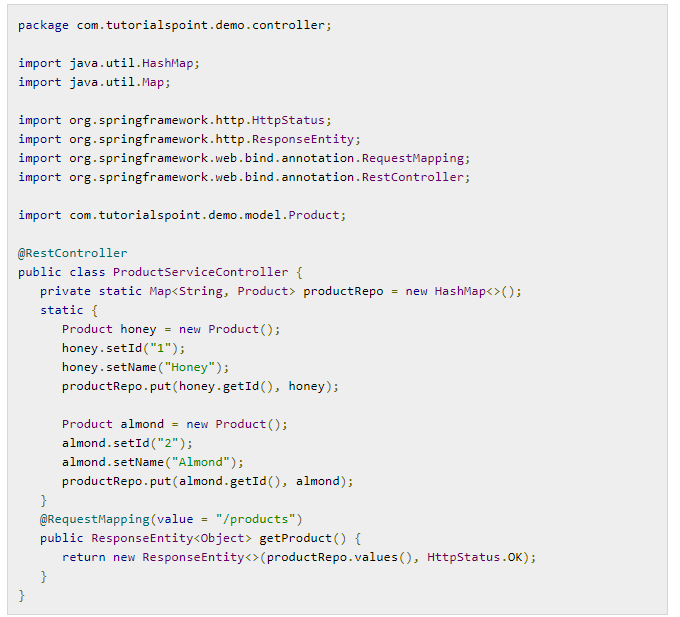 package com.tutorialspoint.demo.controller;
import java.util.HashMap;
import java.util.Map;
import org.springframework.http.HttpStatus;
import org.springframework.http.ResponseEntity;
import org.springframework.web.bind.annotation.RequestMapping;
import org.springframework.web.bind.annotation.RestController;
import com.tutorialspoint.demo.model.Product;
@RestController
public class ProductServiceController {
   private static Map<String, Product> productRepo = new HashMap<>();
   static {
      Product honey = new Product();
      honey.setId("1");
      honey.setName("Honey");
      productRepo.put(honey.getId(), honey);
      Product almond = new Product();
      almond.setId("2");
      almond.setName("Almond");
      productRepo.put(almond.getId(), almond);
   }
   @RequestMapping(value = "/products")
   public ResponseEntity<Object> getProduct() {
      return new ResponseEntity<>(productRepo.values(), HttpStatus.OK);
   }
}